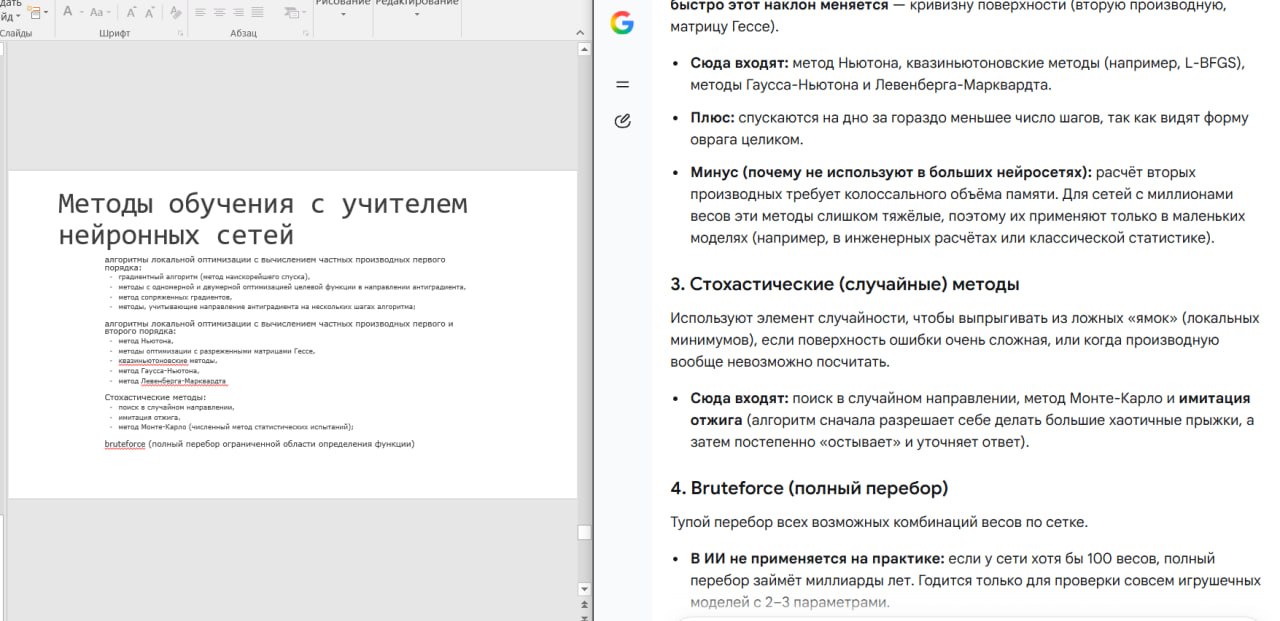 дать
йд
Слайды
Aa
Шрифт
Абзац
Рисование
Редактирование
Методы обучения с учителем
нейронных сетей
алгоритмы локальной оптимизации с вычислением частных производных первого
порядка:
- градиентный алгоритм (метод наискорейшего спуска),
- методы с одномерной и двумерной оптимизацией целевой функции в направлении антиградиента,
- метод сопряженных градиентов,
- методы, учитывающие направление антиградиента на нескольких шагах алгоритма;
алгоритмы локальной оптимизации с вычислением частных производных первого и
второго порядка:
- метод Ньютона,
- методы оптимизации с разреженными матрицами Гессе,
- квазиньютоновские методы,
- метод Гаусса-Ньютона,
- метод Левенберга-Марквардта
Стохастические методы:
- поиск в случайном направлении,
- имитация отжига,
- метод Монте-Карло (численный метод статистических испытаний);
bruteforce (полный перебор ограниченной области определения функции)
быстро этот наклон меняется — кривизну поверхности (вторую производную,
матрицу Гессе).
• Сюда входят: метод Ньютона, квазиньютоновские методы (например, L-BFGS),
методы Гаусса-Ньютона и Левенберга-Марквардта.
• Плюс: спускаются на дно за гораздо меньшее число шагов, так как видят форму
оврага целиком.
• Минус (почему не используют в больших нейросетях): расчёт вторых
производных требует колоссального объёма памяти. Для сетей с миллионами
весов эти методы слишком тяжёлые, поэтому их применяют только в маленьких
моделях (например, в инженерных расчётах или классической статистике).
3. Стохастические (случайные) методы
Используют элемент случайности, чтобы выпрыгивать из ложных «ямок» (локальных
минимумов), если поверхность ошибки очень сложная, или когда производную
вообще невозможно посчитать.
• Сюда входят: поиск в случайном направлении, метод Монте-Карло и имитация
отжига (алгоритм сначала разрешает себе делать большие хаотичные прыжки, а
затем постепенно «остывает» и уточняет ответ).
4. Bruteforce (полный перебор)
Тупой перебор всех возможных комбинаций весов по сетке.
• В ИИ не применяется на практике: если у сети хотя бы 100 весов, полный
перебор займёт миллиарды лет. Годится только для проверки совсем игрушечных
моделей с 2–3 параметрами.